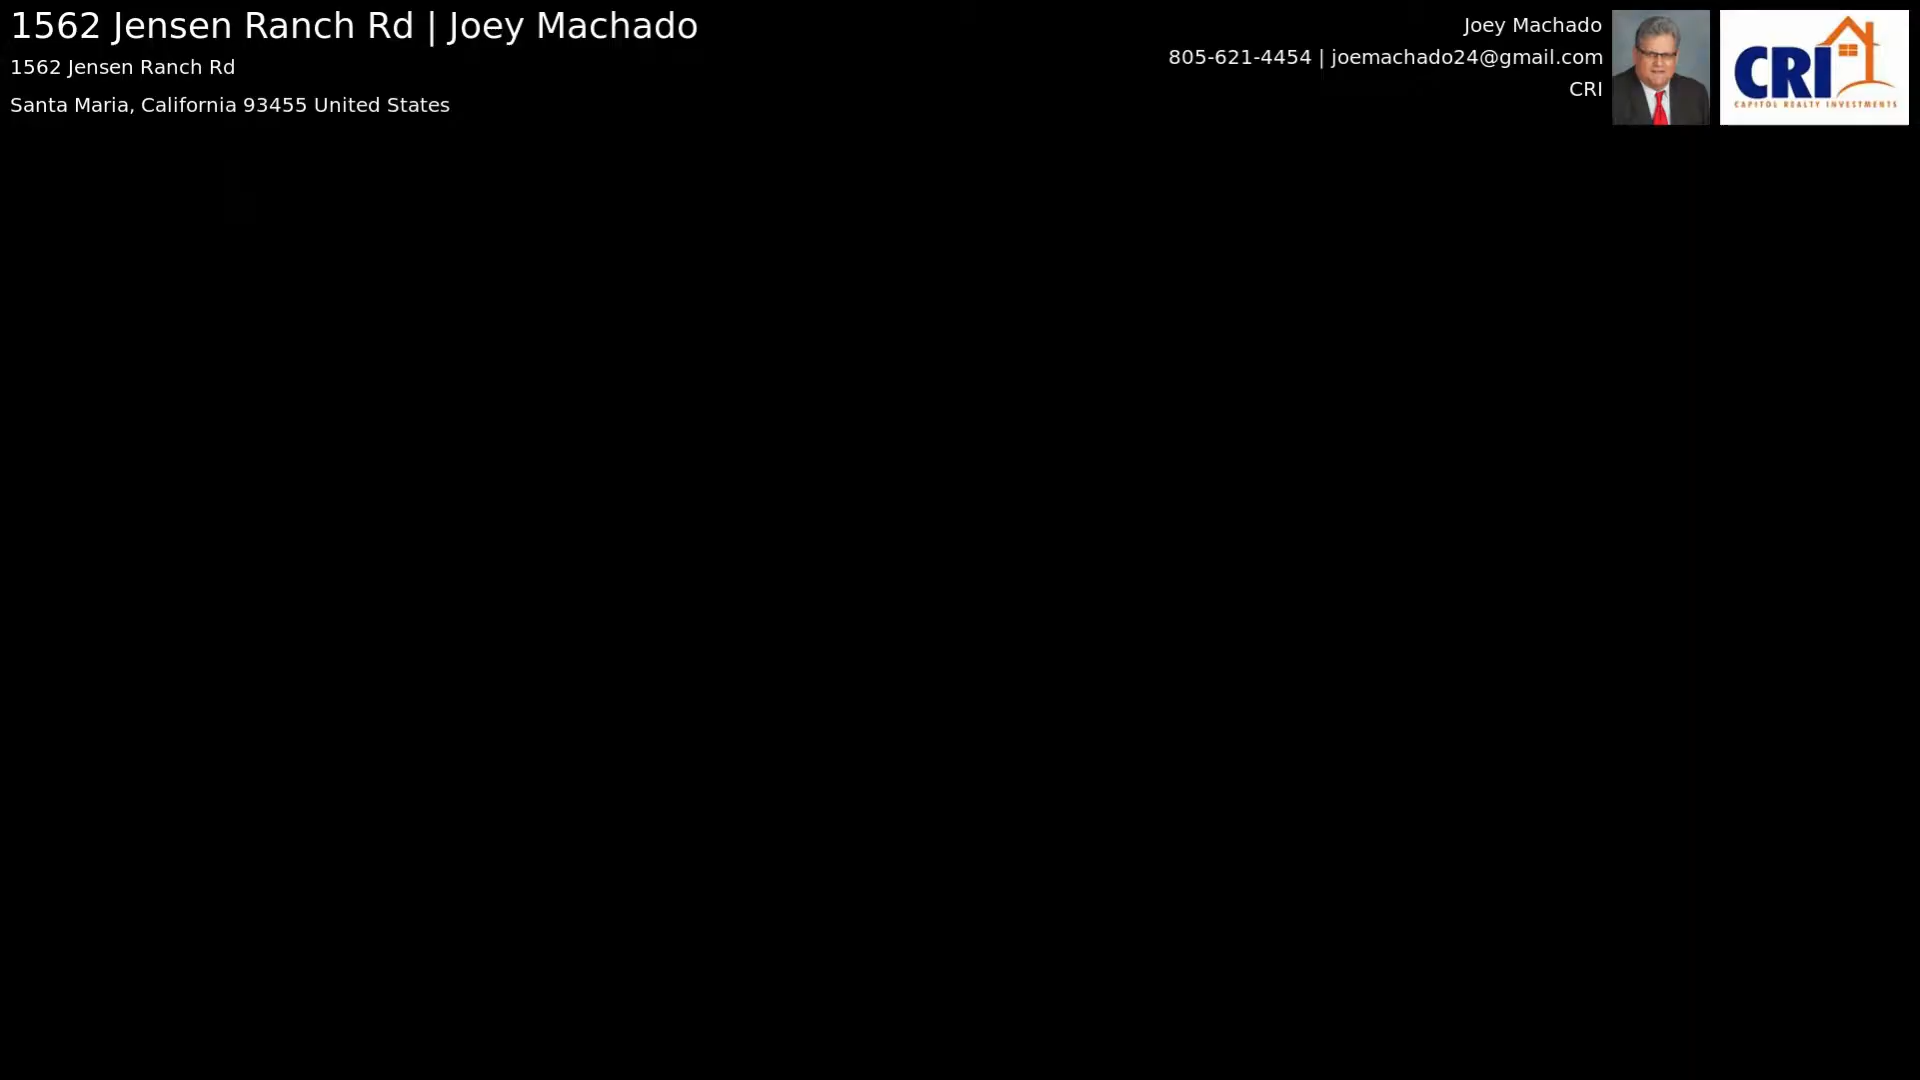 1562 Jensen Ranch Rd | Joey Machado
1562 Jensen Ranch Rd
Santa Maria, California 93455 United States
Joey Machado
805-621-4454 | joemachado24@gmail.com
CRI
CRI
CAPITOL REALTY INVESTMENTS